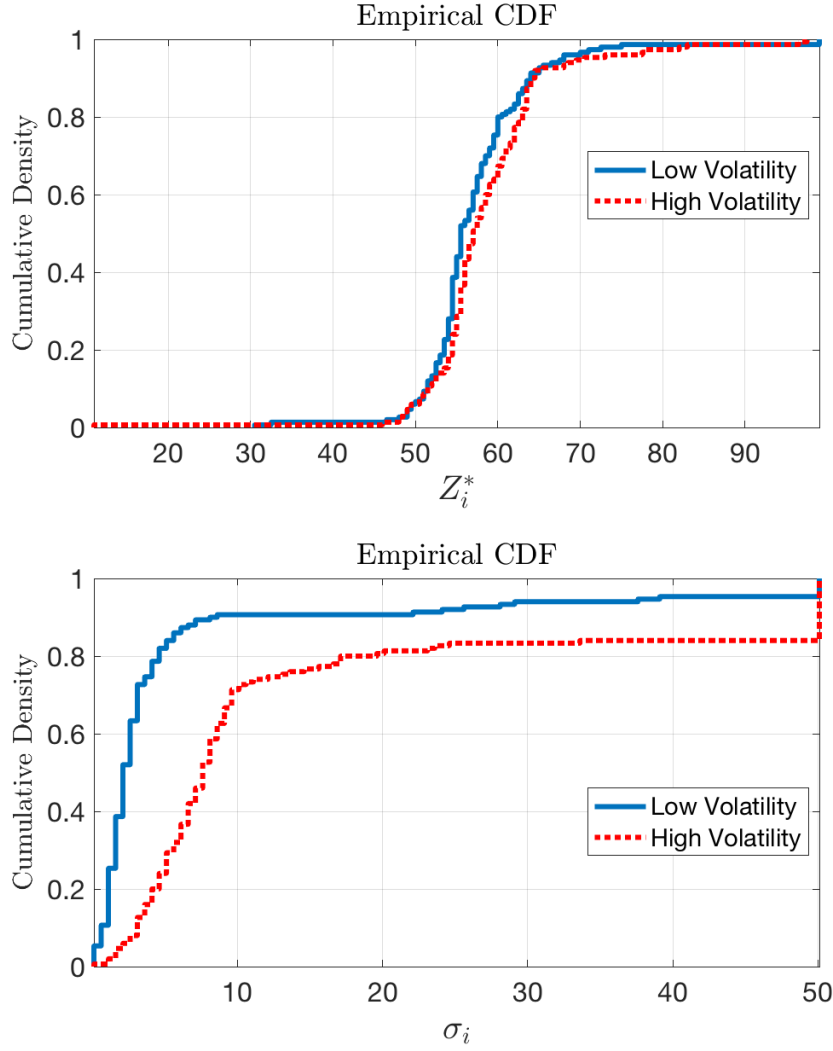 Empirical CDF
1
0.8
0.6
0.4
0.2
0
Cumulative Density
Low Volatility
High Volatility
20 30 40 50 60 70 80 90
Z_i^*
Empirical CDF
1
0.8
0.6
0.4
0.2
0
Cumulative Density
Low Volatility
High Volatility
10 20 30 40 50
σ_i